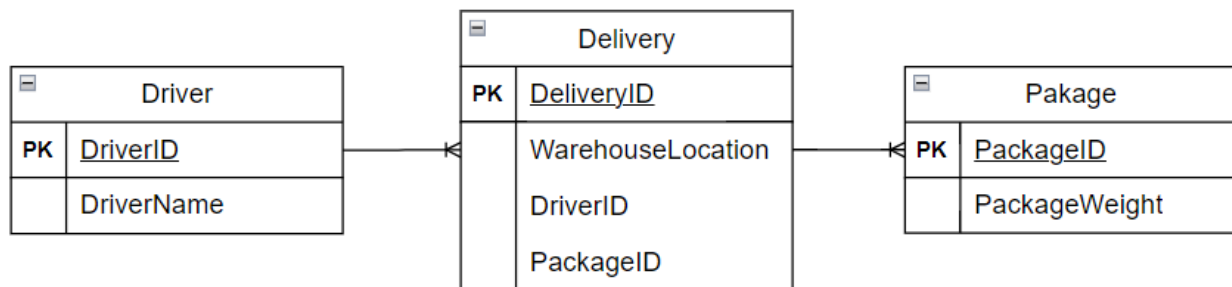 Driver
PK DriverID
DriverName
Delivery
PK DeliveryID
WarehouseLocation
DriverID
PackageID
Pakage
PK PackageID
PackageWeight